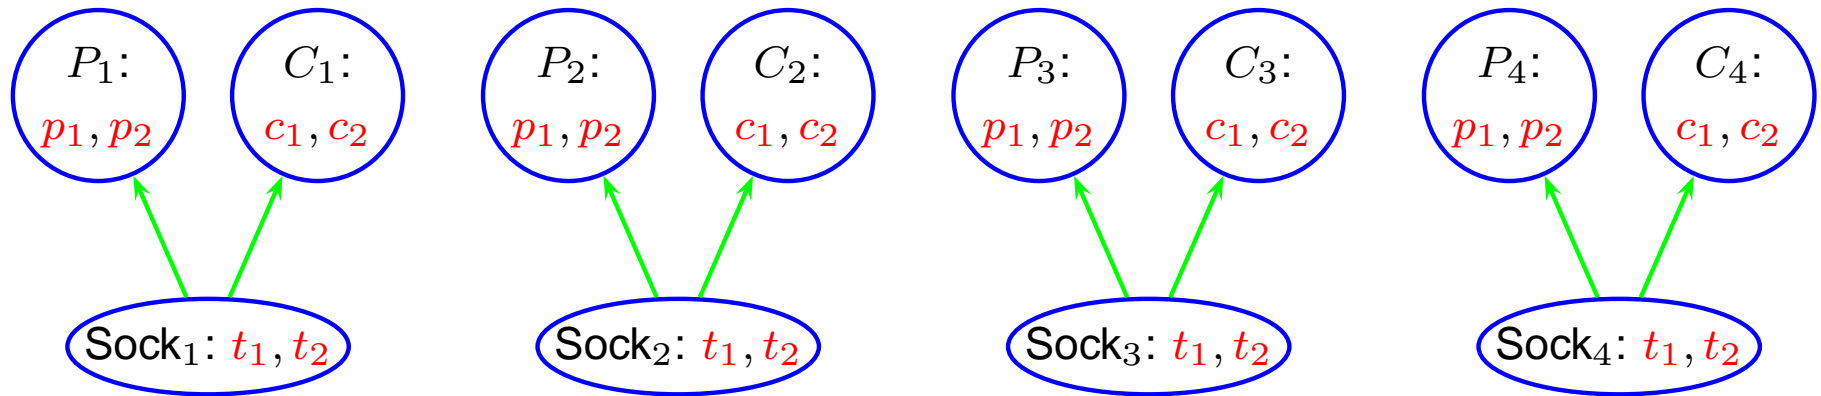 P₁: C₁: P₂: C₂: P₃: C₃: P₄: C₄:
p₁, p₂ c₁, c₂ p₁, p₂ c₁, c₂ p₁, p₂ c₁, c₂ p₁, p₂ c₁, c₂
Sock₁: t₁, t₂ Sock₂: t₁, t₂ Sock₃: t₁, t₂ Sock₄: t₁, t₂